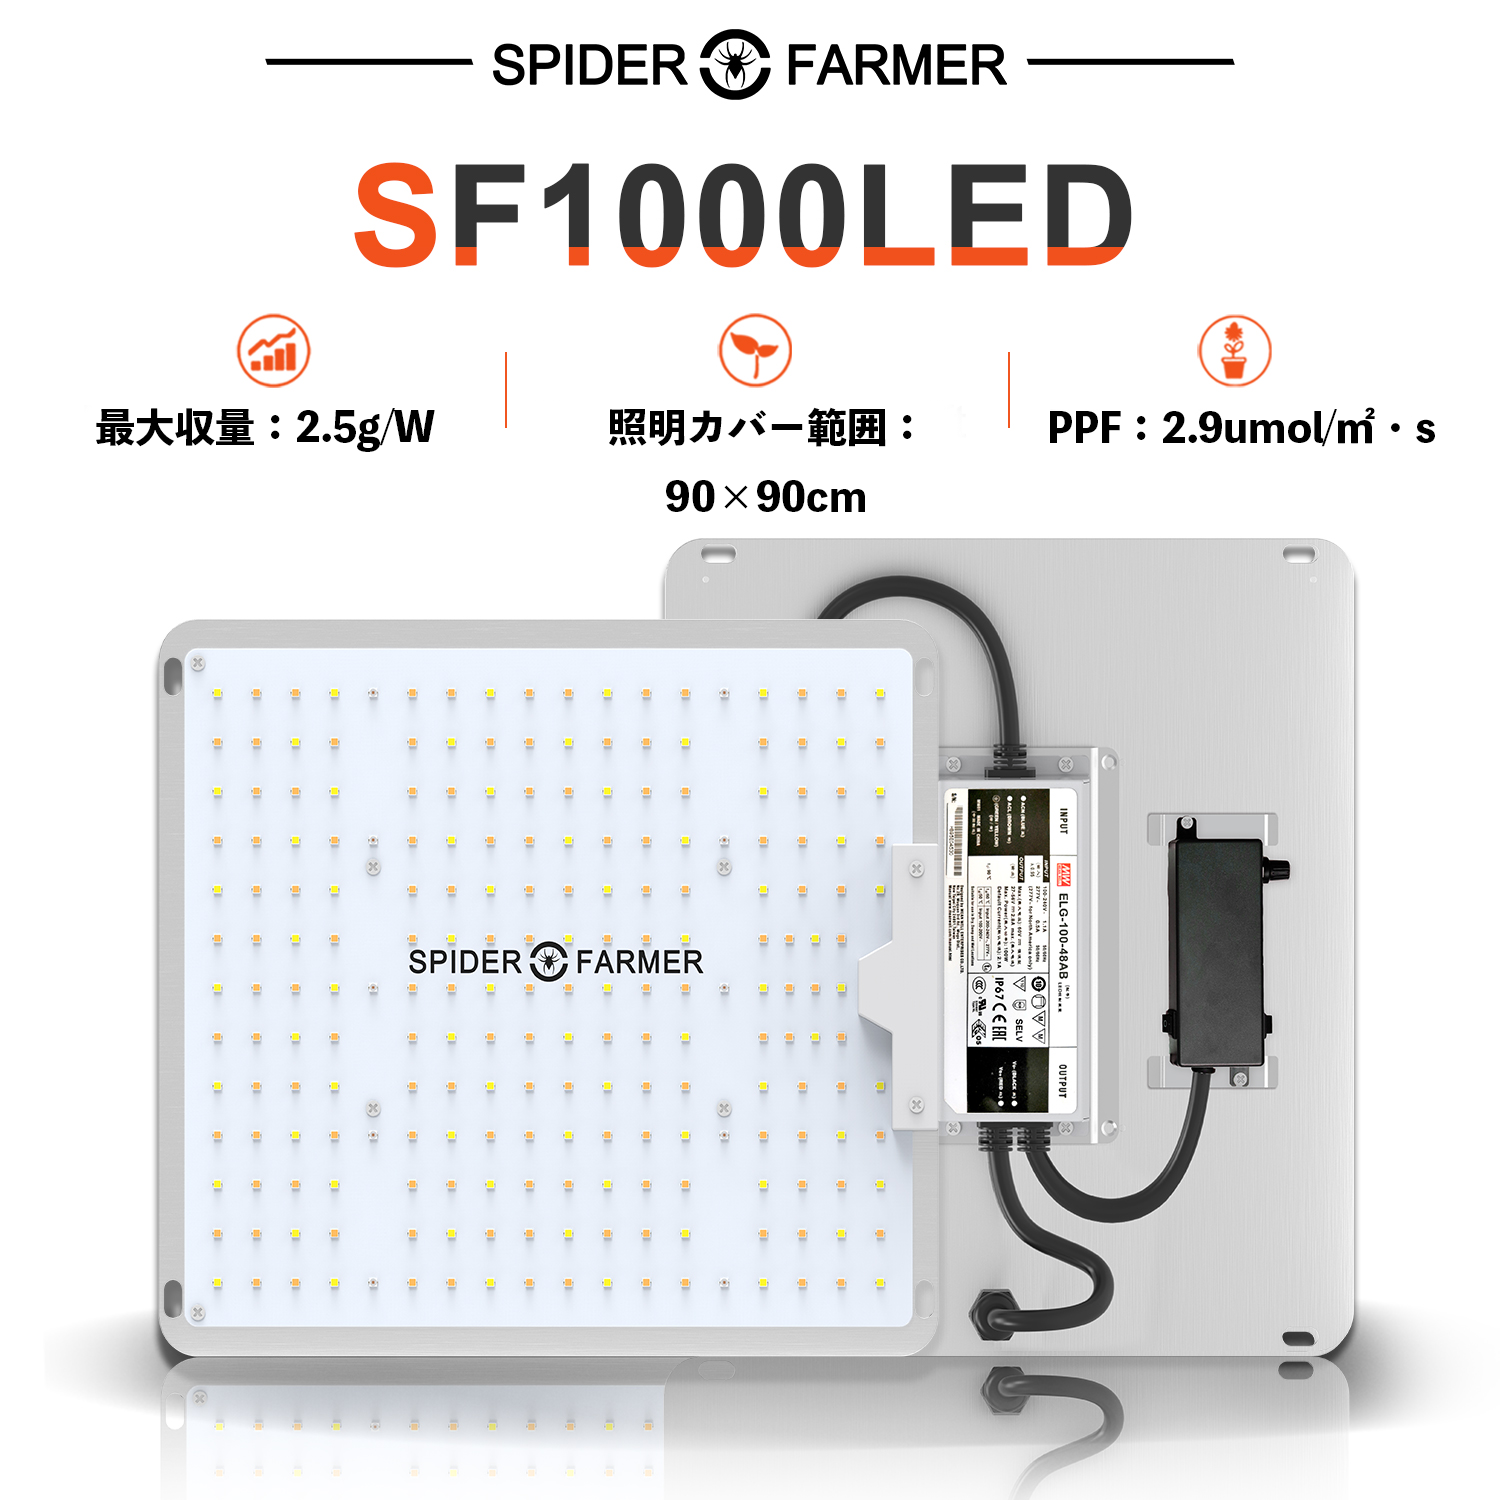 SPIDER FARMER
SF1000LED
最大収量：2.5g/W
照明カバー範囲：
90×90cm
PPF：2.9umol/㎡・s
SPIDER FARMER
INPUT
ELG-100-48AB
IP67
SELV
OUTPUT